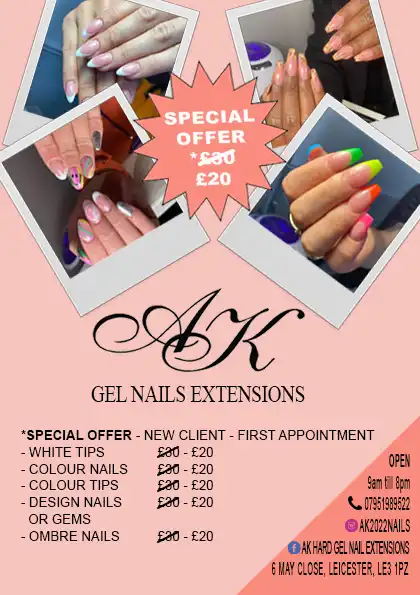 SPECIAL
OFFER
*£30
£20
AK
GEL NAILS EXTENSIONS
*SPECIAL OFFER - NEW CLIENT - FIRST APPOINTMENT
- WHITE TIPS £30 - £20
- COLOUR NAILS £30 - £20
- COLOUR TIPS £30 - £20
- DESIGN NAILS £30 - £20
OR GEMS
- OMBRE NAILS £30 - £20
OPEN
9am till 8pm
07951989522
AK2022NAILS
AK HARD GEL NAIL EXTENSIONS
6 MAY CLOSE, LEICESTER, LE3 1PZ